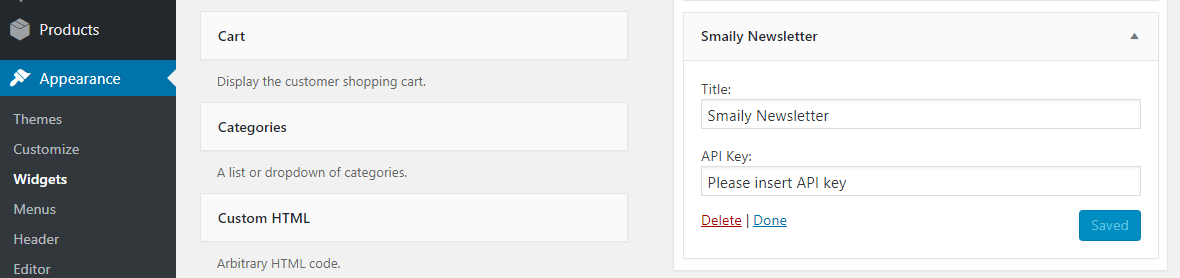 Products
Appearance
Themes
Customize
Widgets
Menus
Header
Editor
Cart
Display the customer shopping cart.
Categories
A list or dropdown of categories.
Custom HTML
Arbitrary HTML code.
Smaily Newsletter
Title:
Smaily Newsletter
API Key:
Please insert API key
Delete | Done
Saved